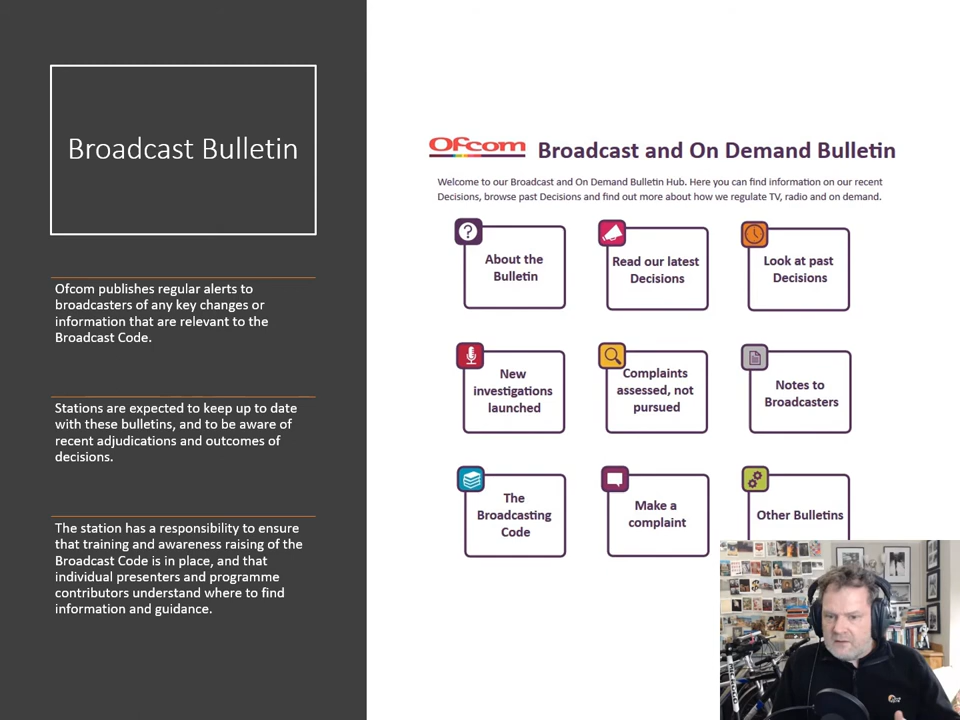 Broadcast Bulletin
Ofcom publishes regular alerts to
broadcasters of any key changes or
information that are relevant to the
Broadcast Code.
Stations are expected to keep up to date
with these bulletins, and to be aware of
recent adjudications and outcomes of
decisions.
The station has a responsibility to ensure
that training and awareness raising of the
Broadcast Code is in place, and that
individual presenters and programme
contributors understand where to find
information and guidance.
Ofcom Broadcast and On Demand Bulletin
Welcome to our Broadcast and On Demand Bulletin Hub. Here you can find information on our recent
Decisions, browse past Decisions and find out more about how we regulate TV, radio and on demand.
?
About the
Bulletin
Read our latest
Decisions
Look at past
Decisions
New
investigations
launched
Complaints
assessed, not
pursued
Notes to
Broadcasters
The
Broadcasting
Code
Make a
complaint
Other Bulletins